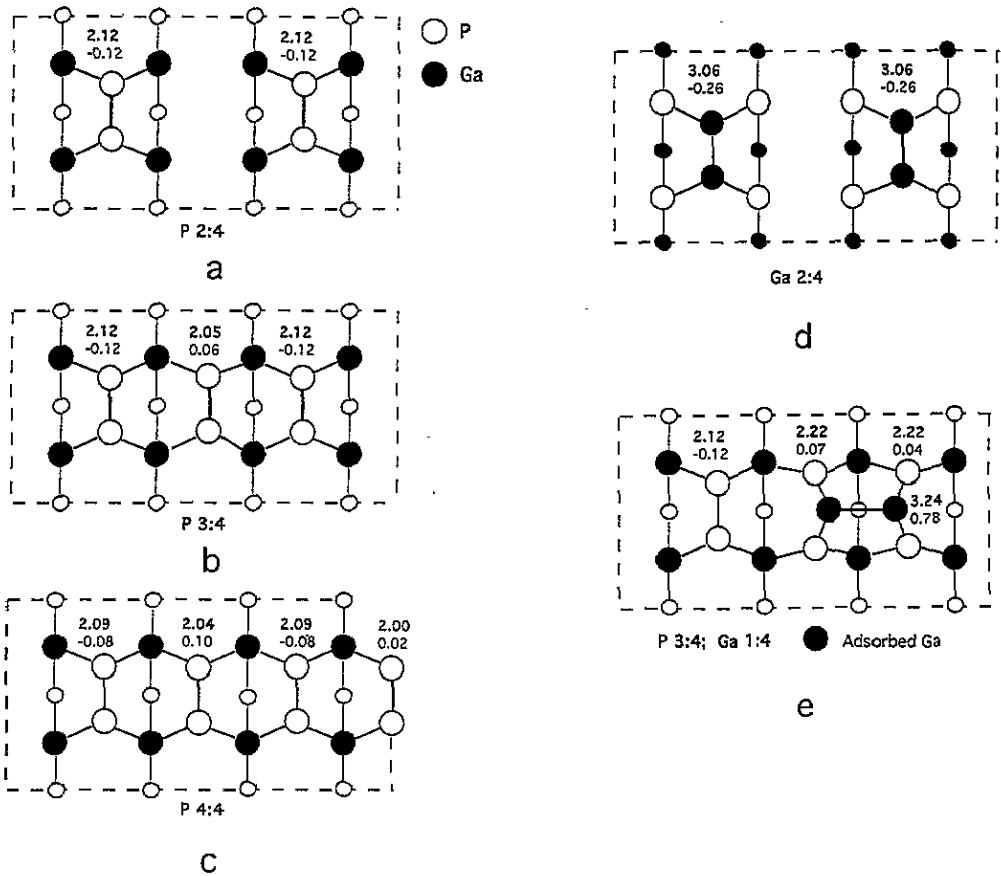 2.12 2.12
-0.12 -0.12
P
Ga
P 2:4
a
2.12 2.05 2.12
-0.12 0.06 -0.12
P 3:4
b
2.09 2.04 2.09 2.00
-0.08 0.10 -0.08 0.02
P 4:4
c
3.06 3.06
-0.26 -0.26
Ga 2:4
d
2.12 2.22 2.22
-0.12 0.07 0.04
3.24
0.78
P 3:4; Ga 1:4 Adsorbed Ga
e